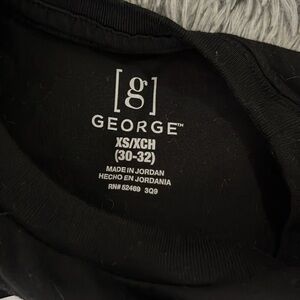 [g]
GEORGE™
XS/XCH
(30-32)
MADE IN JORDAN
HECHO EN JORDANIA
RN# 52469 3Q9